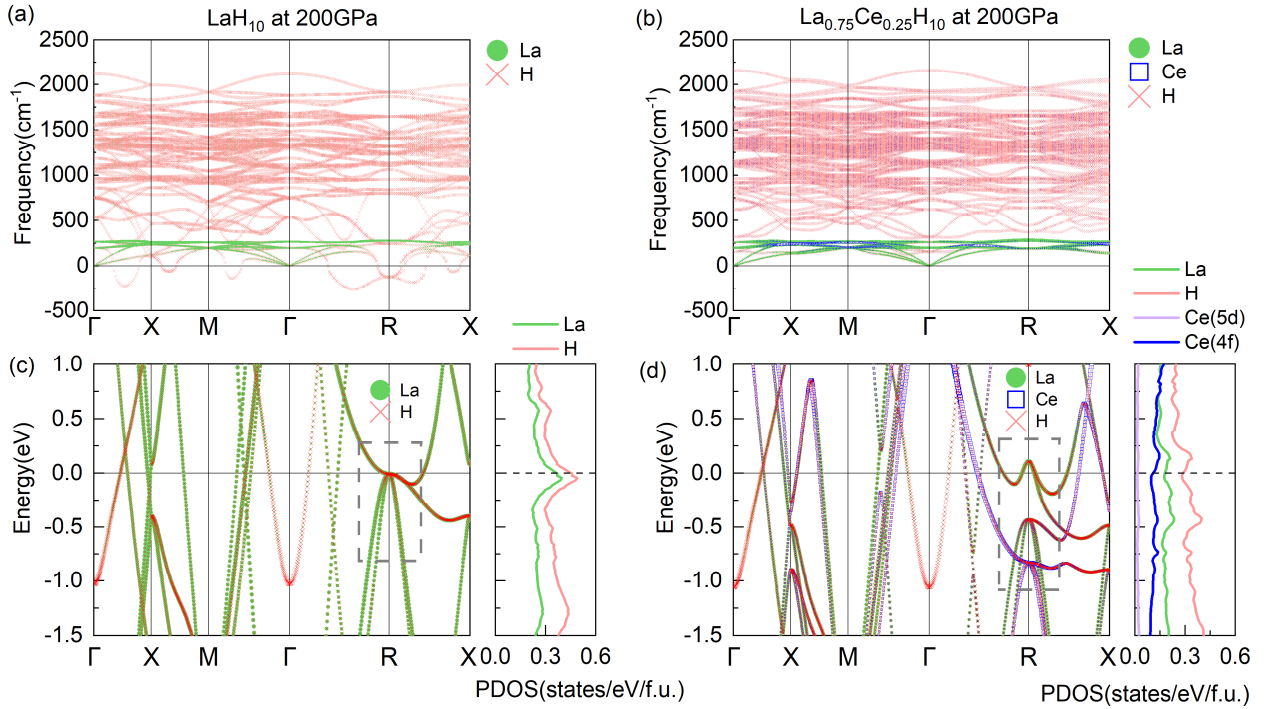 (a)
LaH₁₀ at 200GPa
2500
2000
1500
1000
500
0
-500
Frequency(cm⁻¹)
Γ X M Γ R X
La
H
(b)
La₀.₇₅Ce₀.₂₅H₁₀ at 200GPa
2500
2000
1500
1000
500
0
-500
Frequency(cm⁻¹)
Γ X M Γ R X
La
Ce
H
La
H
La
H
Ce(5d)
Ce(4f)
(c)
1.0
0.5
0.0
-0.5
-1.0
-1.5
Energy(eV)
La
H
Γ X M Γ R X
0.0 0.3 0.6
PDOS(states/eV/f.u.)
(d)
1.0
0.5
0.0
-0.5
-1.0
-1.5
Energy(eV)
La
Ce
H
Γ X M Γ R X
0.0 0.3 0.6
PDOS(states/eV/f.u.)